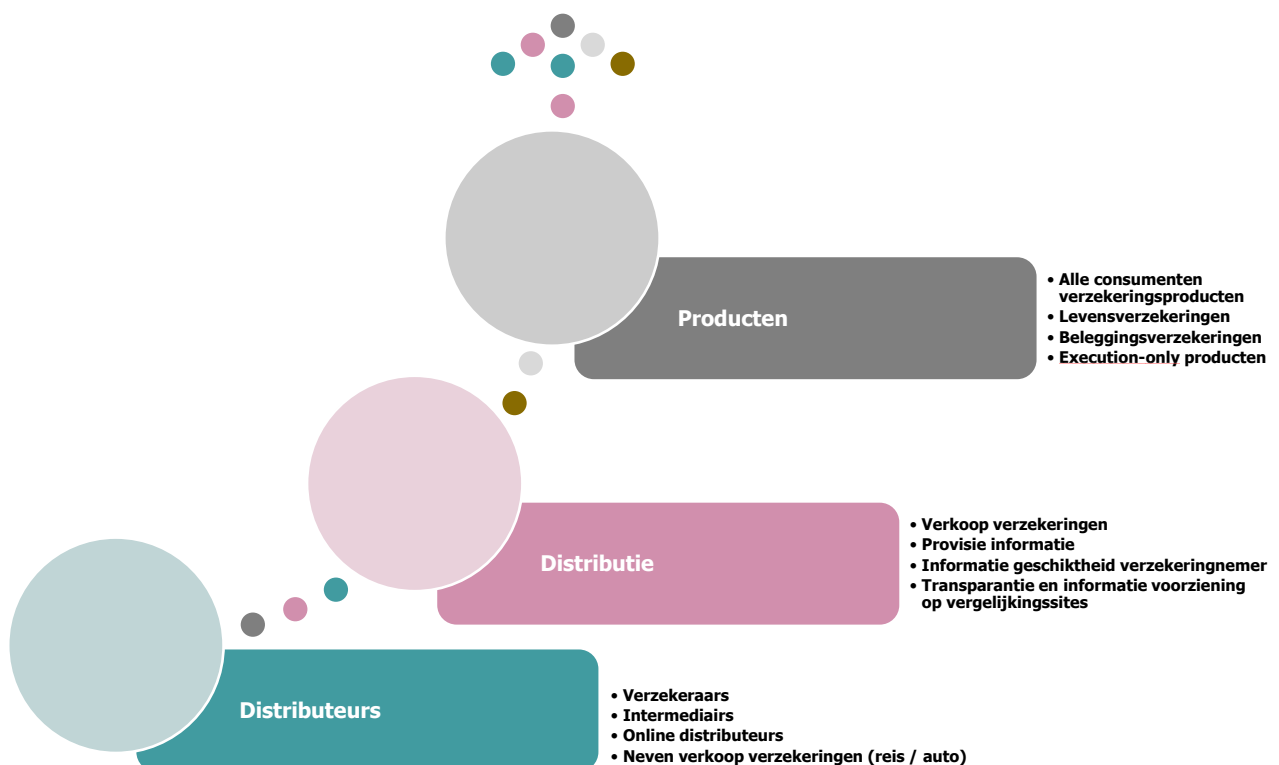 Producten
• Alle consumenten
verzekeringsproducten
• Levensverzekeringen
• Beleggingsverzekeringen
• Execution-only producten
Distributie
• Verkoop verzekeringen
• Provisie informatie
• Informatie geschiktheid verzekeringnemer
• Transparantie en informatie voorziening
op vergelijkingssites
Distributeurs
• Verzekeraars
• Intermediairs
• Online distributeurs
• Neven verkoop verzekeringen (reis / auto)